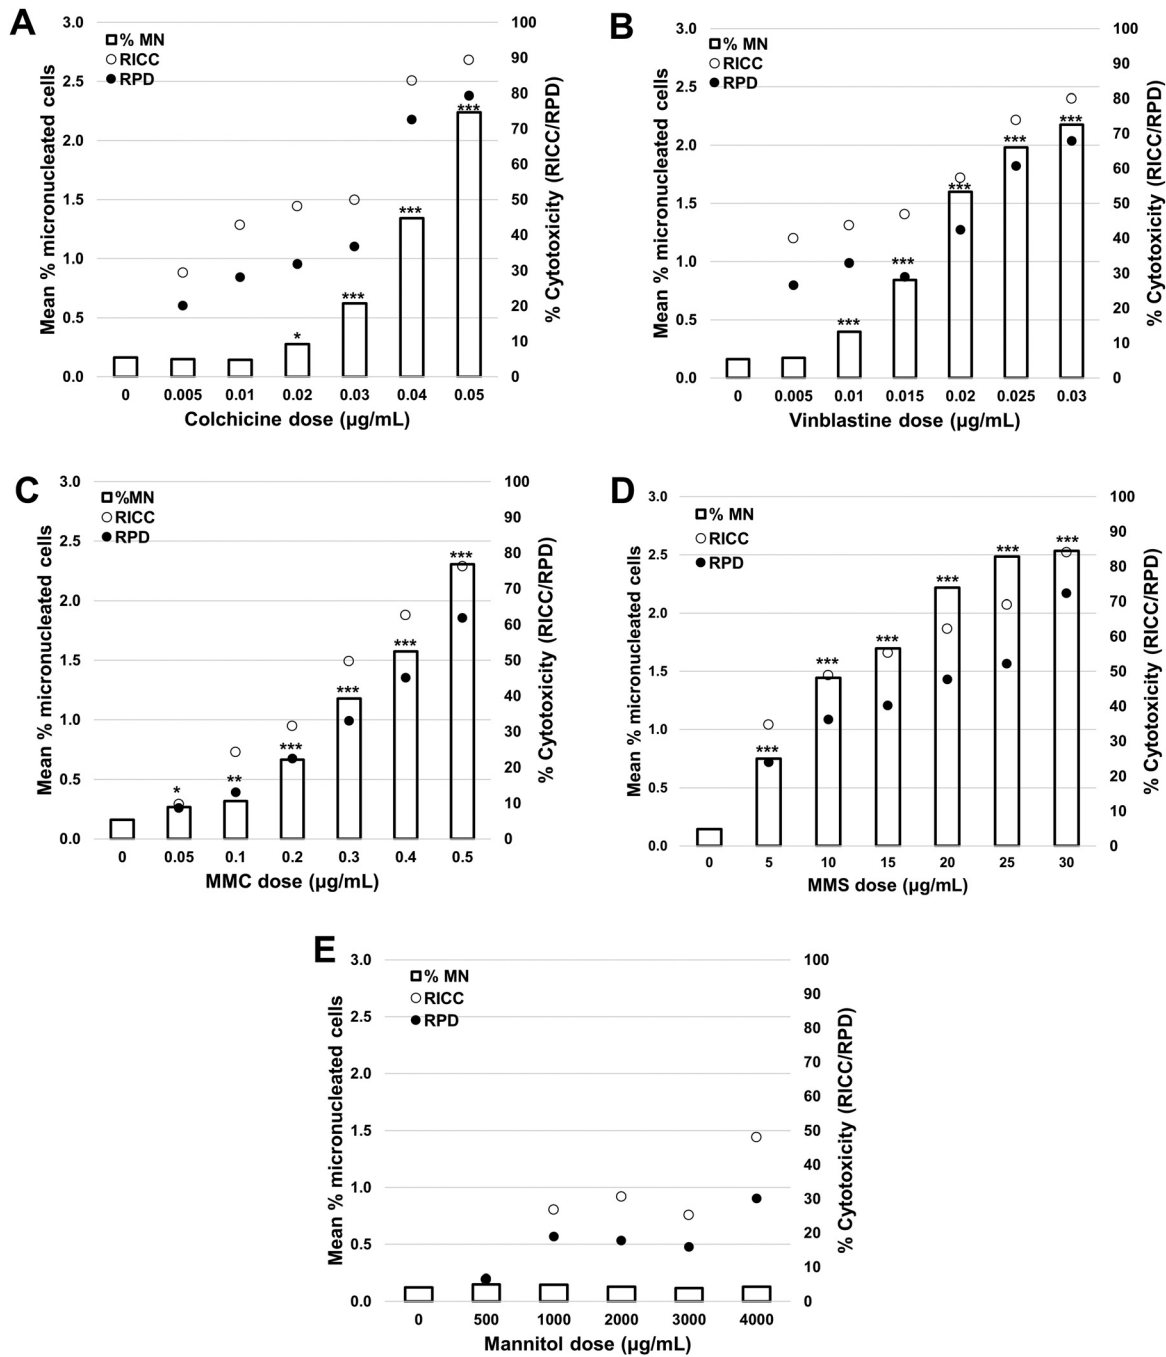 A
% MN
RICC
RPD
Mean % micronucleated cells
3.0
2.5
2.0
1.5
1.0
0.5
0.0
100
90
80
70
60
50
40
30
20
10
0
% Cytotoxicity (RICC/RPD)
*
***
***
***
0 0.005 0.01 0.02 0.03 0.04 0.05
Colchicine dose (µg/mL)
B
% MN
RICC
RPD
Mean % micronucleated cells
3.0
2.5
2.0
1.5
1.0
0.5
0.0
100
90
80
70
60
50
40
30
20
10
0
% Cytotoxicity (RICC/RPD)
***
***
***
***
***
0 0.005 0.01 0.015 0.02 0.025 0.03
Vinblastine dose (µg/mL)
C
%MN
RICC
RPD
Mean % micronucleated cells
3.0
2.5
2.0
1.5
1.0
0.5
0.0
100
90
80
70
60
50
40
30
20
10
0
% Cytotoxicity (RICC/RPD)
*
**
***
***
***
***
0 0.05 0.1 0.2 0.3 0.4 0.5
MMC dose (µg/mL)
D
% MN
RICC
RPD
Mean % micronucleated cells
3.0
2.5
2.0
1.5
1.0
0.5
0.0
100
90
80
70
60
50
40
30
20
10
0
% Cytotoxicity (RICC/RPD)
***
***
***
***
***
***
0 5 10 15 20 25 30
MMS dose (µg/mL)
E
% MN
RICC
RPD
Mean % micronucleated cells
3.0
2.5
2.0
1.5
1.0
0.5
0.0
100
90
80
70
60
50
40
30
20
10
0
% Cytotoxicity (RICC/RPD)
0 500 1000 2000 3000 4000
Mannitol dose (µg/mL)